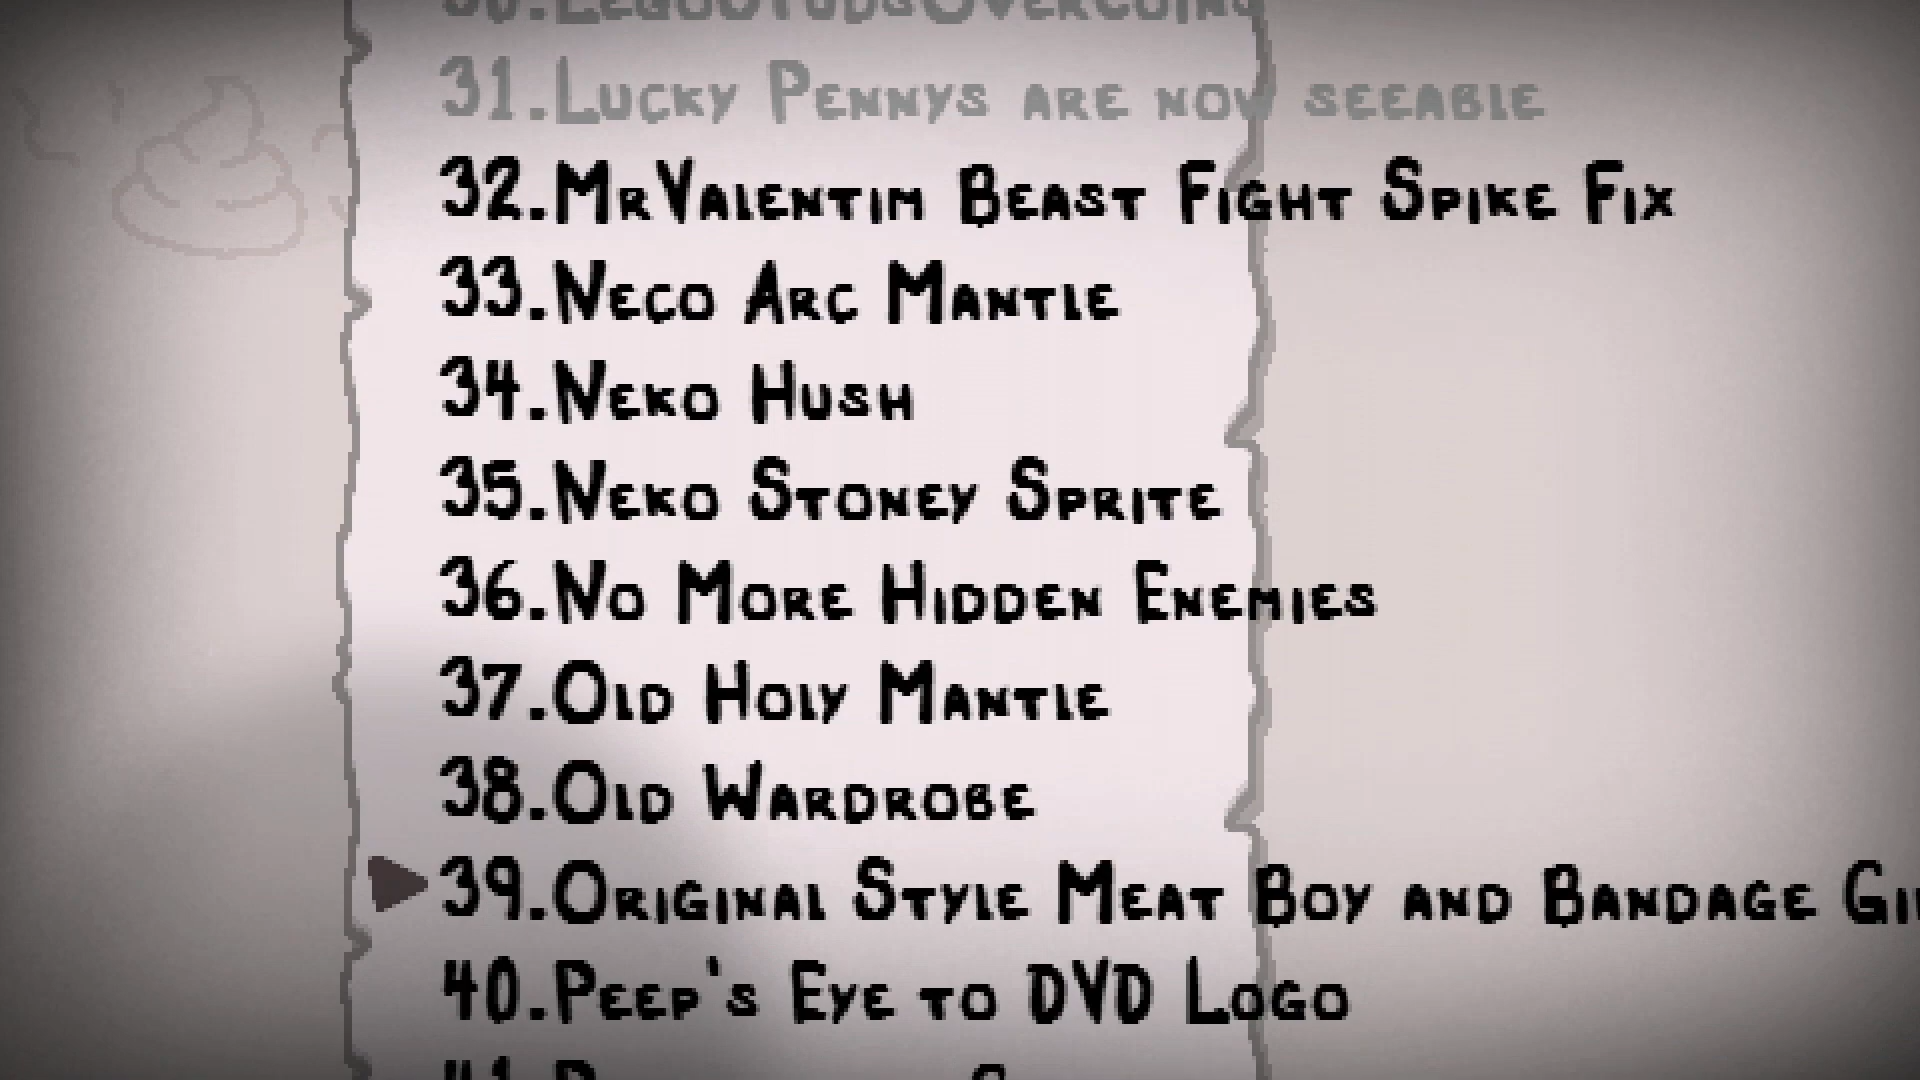 30.LegoStudsOverCoins
31.Lucky Pennys are now seeable
32.MrValentim Beast Fight Spike Fix
33.Neco Arc Mantle
34.Neko Hush
35.Neko Stoney Sprite
36.No More Hidden Enemies
37.Old Holy Mantle
38.Old Wardrobe
39.Original Style Meat Boy and Bandage
40.Peep's Eye to DVD Logo